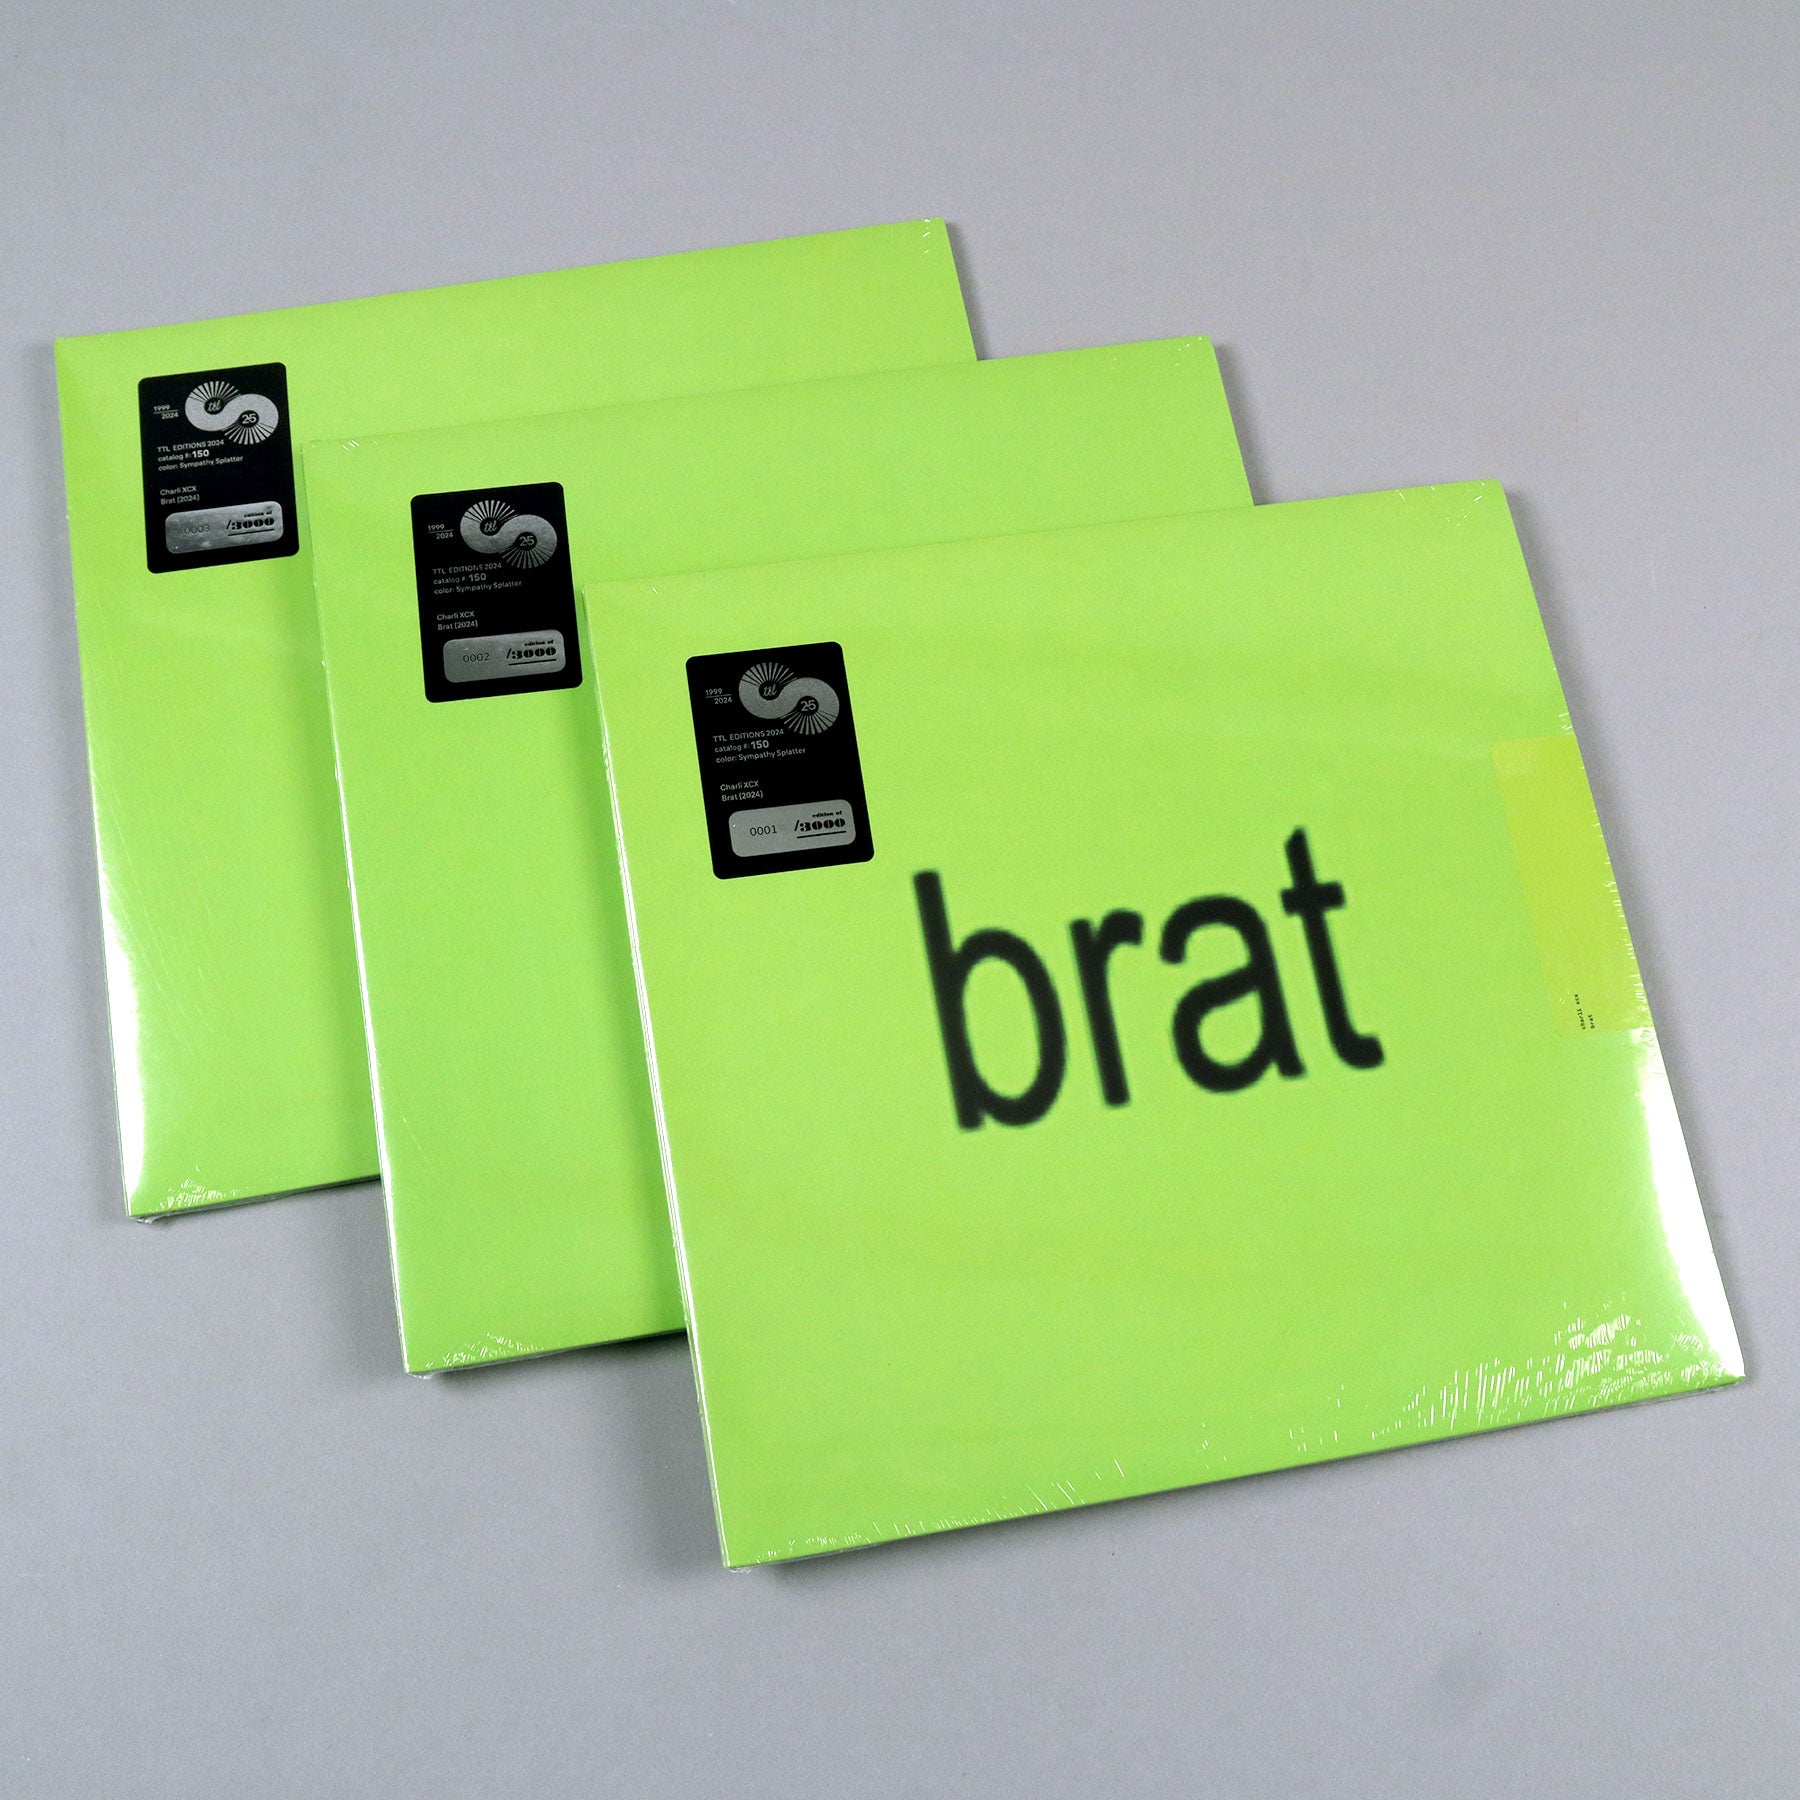 1999
2024
ttl
25
TTL EDITIONS 2024
catalog #: 150
color: Sympathy Splatter
Charli XCX
Brat (2024)
edition of
0003 /3000
1999
2024
ttl
25
TTL EDITIONS 2024
catalog #: 150
color: Sympathy Splatter
Charli XCX
Brat (2024)
edition of
0002 /3000
1999
2024
ttl
25
TTL EDITIONS 2024
catalog #: 150
color: Sympathy Splatter
Charli XCX
Brat (2024)
edition of
0001 /3000
brat
charli xcx
brat